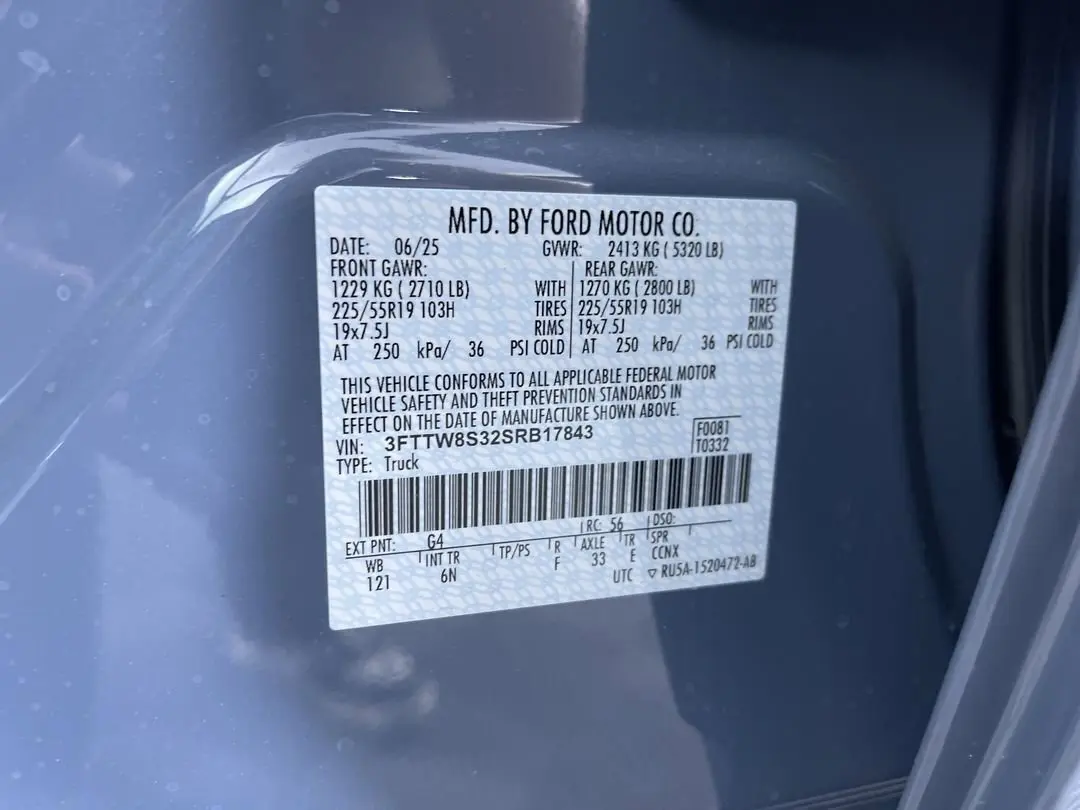 MFD. BY FORD MOTOR CO.
DATE: 06/25 GVWR: 2413 KG ( 5320 LB)
FRONT GAWR: REAR GAWR:
1229 KG ( 2710 LB) WITH 1270 KG ( 2800 LB) WITH
225/55R19 103H TIRES 225/55R19 103H TIRES
19x7.5J RIMS 19x7.5J RIMS
AT 250 kPa/ 36 PSI COLD AT 250 kPa/ 36 PSI COLD
THIS VEHICLE CONFORMS TO ALL APPLICABLE FEDERAL MOTOR
VEHICLE SAFETY AND THEFT PREVENTION STANDARDS IN
EFFECT ON THE DATE OF MANUFACTURE SHOWN ABOVE.
VIN: 3FTTW8S32SRB17843 F0081
TYPE: Truck T0332
EXT PNT: G4 RC: 56 DSO:
WB INT TR TP/PS R AXLE TR SPR
121 6N F 33 E CCNX
UTC ▽ RU5A-1520472-AB